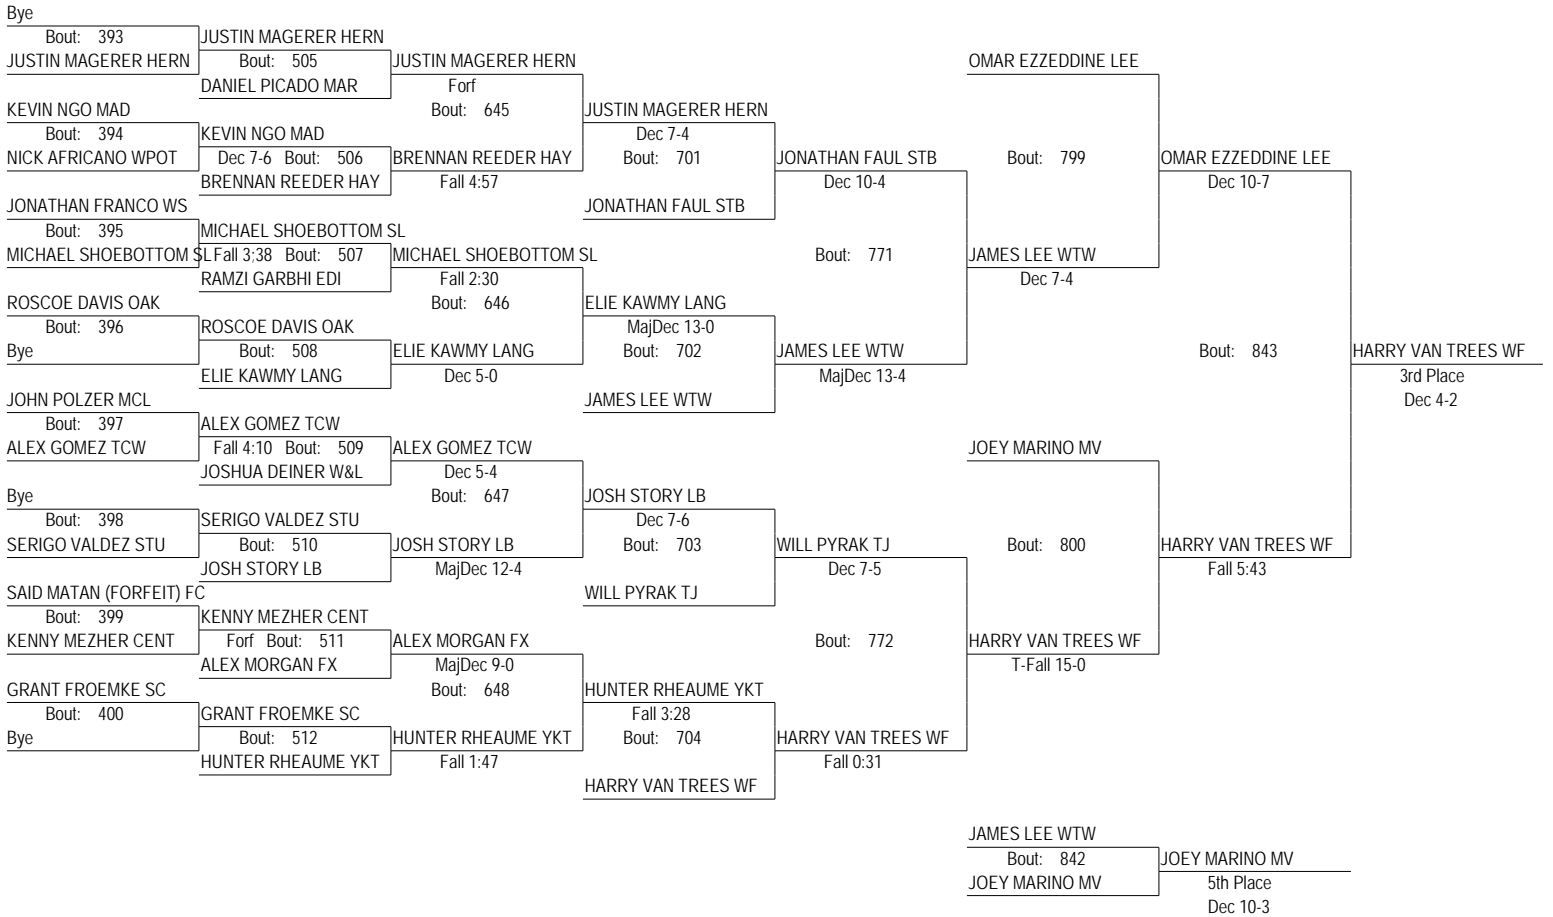 Bye
Bout: 393 JUSTIN MAGERER HERN
JUSTIN MAGERER HERN Bout: 505 JUSTIN MAGERER HERN OMAR EZZEDDINE LEE
DANIEL PICADO MAR Forf
KEVIN NGO MAD Bout: 645 JUSTIN MAGERER HERN
Bout: 394 KEVIN NGO MAD Dec 7-4
NICK AFRICANO WPOT Dec 7-6 Bout: 506 BRENNAN REEDER HAY Bout: 701 JONATHAN FAUL STB Bout: 799 OMAR EZZEDDINE LEE
BRENNAN REEDER HAY Fall 4:57 Dec 10-4 Dec 10-7
JONATHAN FRANCO WS JONATHAN FAUL STB
Bout: 395 MICHAEL SHOEBOTTOM SL
MICHAEL SHOEBOTTOM SL Fall 3;38 Bout: 507 MICHAEL SHOEBOTTOM SL Bout: 771 JAMES LEE WTW
RAMZI GARBHI EDI Fall 2:30 Dec 7-4
ROSCOE DAVIS OAK Bout: 646 ELIE KAWMY LANG
Bout: 396 ROSCOE DAVIS OAK MajDec 13-0
Bye Bout: 508 ELIE KAWMY LANG Bout: 702 JAMES LEE WTW Bout: 843 HARRY VAN TREES WF
ELIE KAWMY LANG Dec 5-0 MajDec 13-4 3rd Place
JOHN POLZER MCL JAMES LEE WTW Dec 4-2
Bout: 397 ALEX GOMEZ TCW
ALEX GOMEZ TCW Fall 4:10 Bout: 509 ALEX GOMEZ TCW JOEY MARINO MV
JOSHUA DEINER W&L Dec 5-4
Bye Bout: 647 JOSH STORY LB
Bout: 398 SERIGO VALDEZ STU Dec 7-6
SERIGO VALDEZ STU Bout: 510 JOSH STORY LB Bout: 703 WILL PYRAK TJ Bout: 800 HARRY VAN TREES WF
JOSH STORY LB MajDec 12-4 Dec 7-5 Fall 5:43
SAID MATAN (FORFEIT) FC WILL PYRAK TJ
Bout: 399 KENNY MEZHER CENT
KENNY MEZHER CENT Forf Bout: 511 ALEX MORGAN FX Bout: 772 HARRY VAN TREES WF
ALEX MORGAN FX MajDec 9-0 T-Fall 15-0
GRANT FROEMKE SC Bout: 648 HUNTER RHEAUME YKT
Bout: 400 GRANT FROEMKE SC Fall 3:28
Bye Bout: 512 HUNTER RHEAUME YKT Bout: 704 HARRY VAN TREES WF
HUNTER RHEAUME YKT Fall 1:47 Fall 0:31
HARRY VAN TREES WF
JAMES LEE WTW
Bout: 842 JOEY MARINO MV
JOEY MARINO MV 5th Place
Dec 10-3